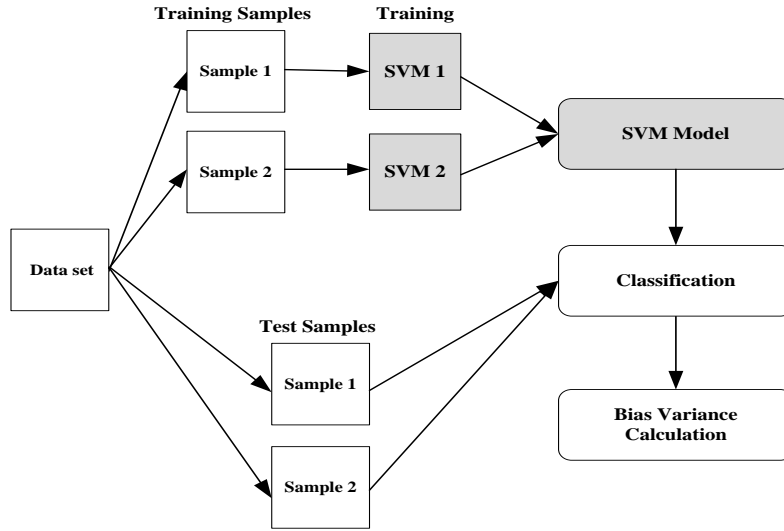 Training Samples
Training
Sample 1
SVM 1
SVM Model
Sample 2
SVM 2
Data set
Classification
Test Samples
Sample 1
Bias Variance
Calculation
Sample 2